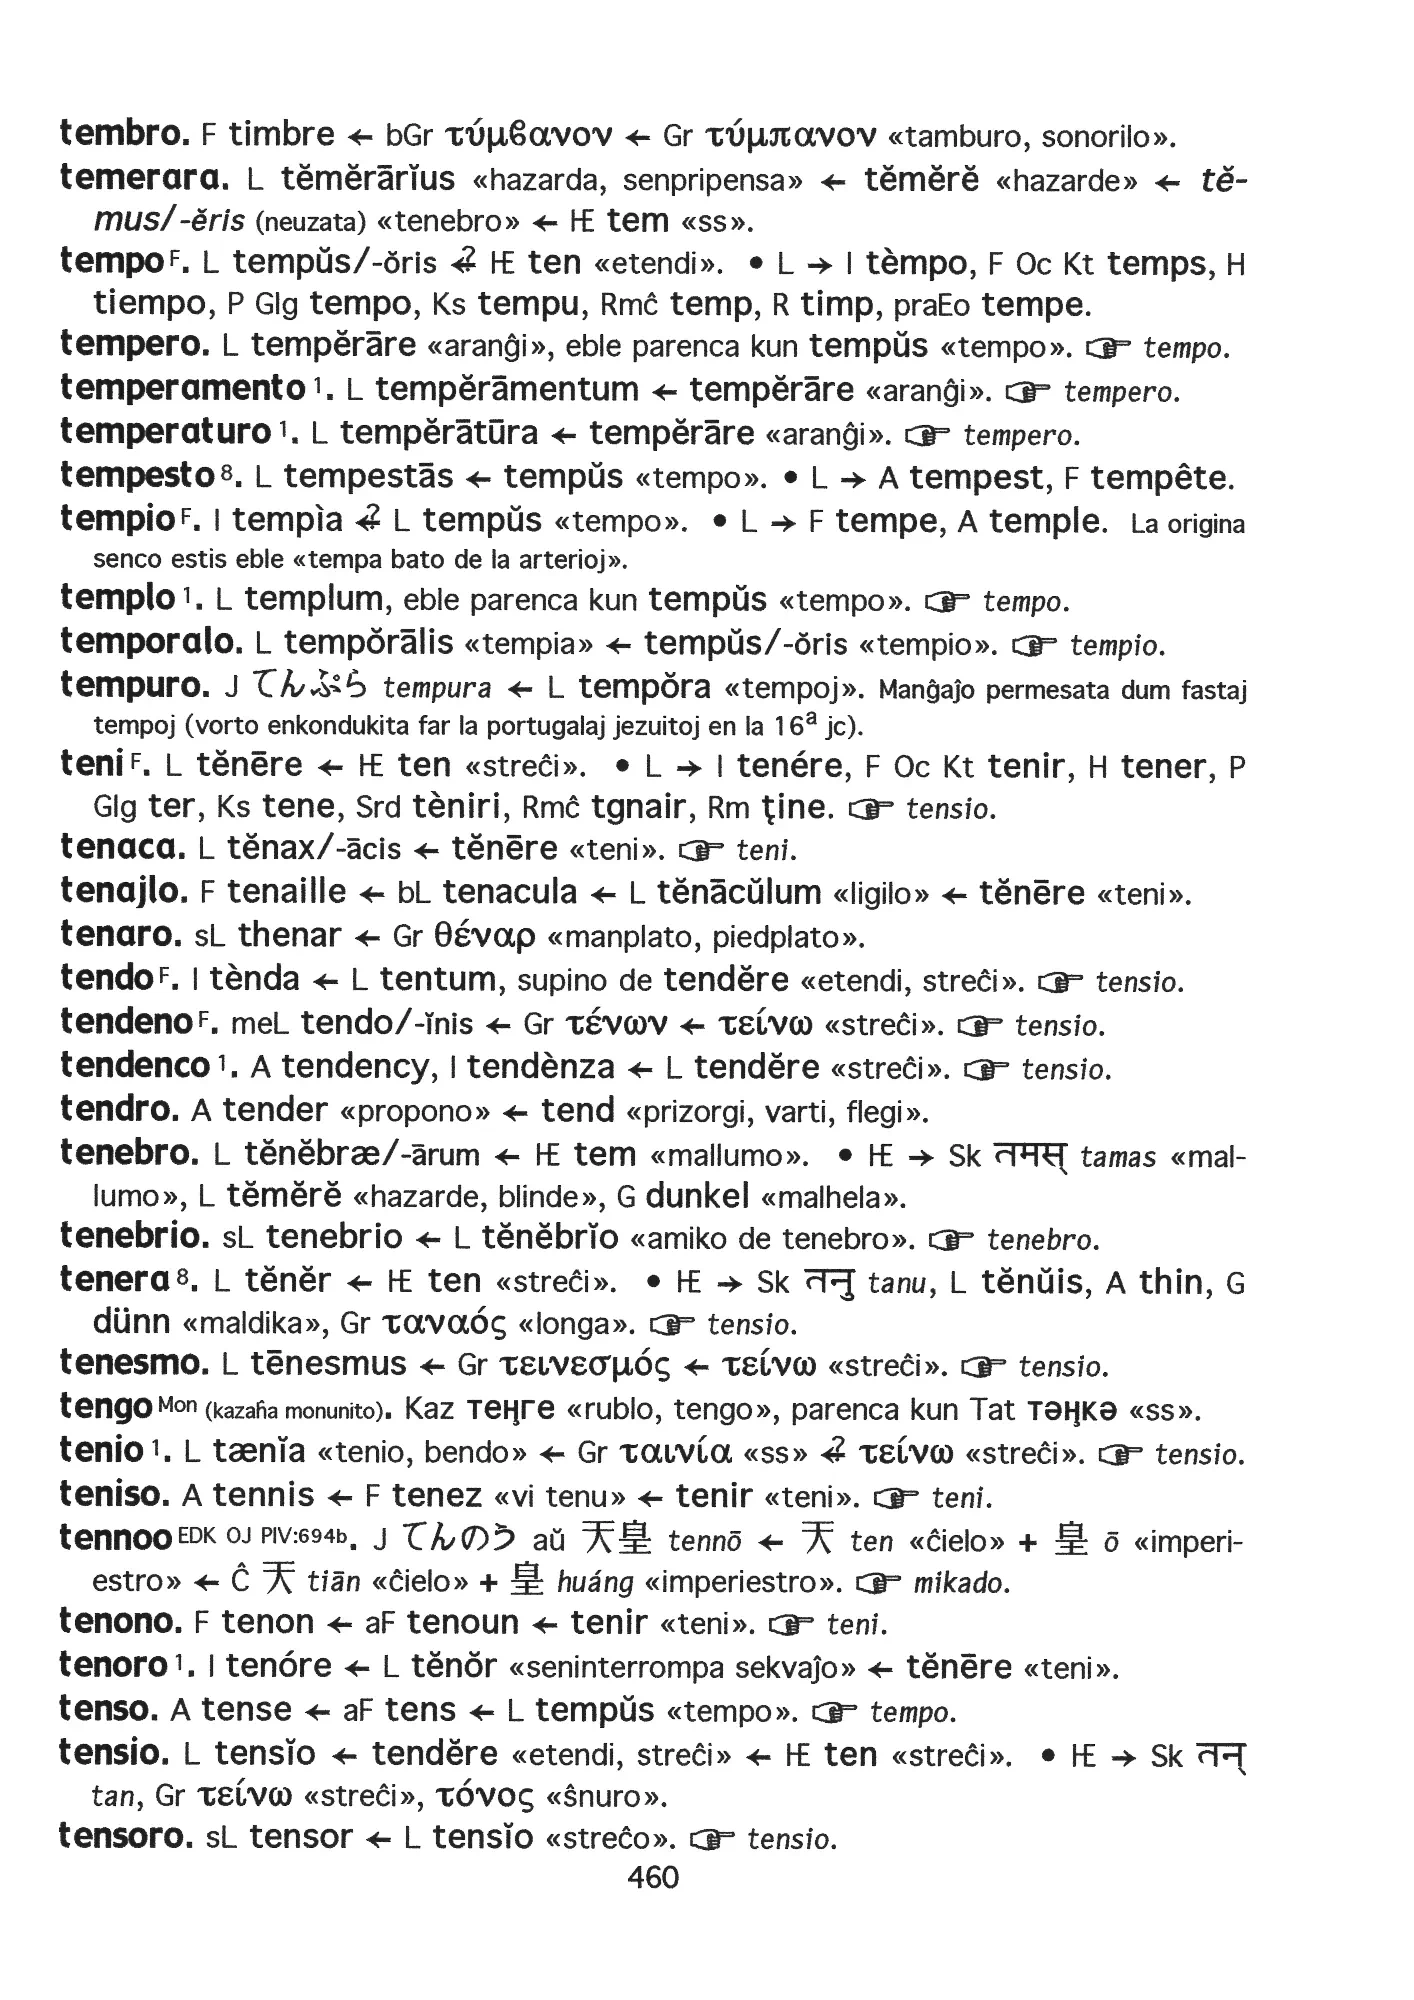 tembro. F timbre ← bGr τύμϐανον ← Gr τύμπανον «tamburo, sonorilo».
temerara. L tĕmĕrārĭus «hazarda, senpripensa» ← tĕmĕrĕ «hazarde» ← tĕ-
mus/-ĕris (neuzata) «tenebro» ← IE tem «ss».
tempo F. L tempŭs/-ŏris ←? IE ten «etendi». • L → I tèmpo, F Oc Kt temps, H
tiempo, P Glg tempo, Ks tempu, Rmĉ temp, R timp, praEo tempe.
tempero. L tempĕrāre «aranĝi», eble parenca kun tempŭs «tempo». ☞ tempo.
temperamento 1. L tempĕrāmentum ← tempĕrāre «aranĝi». ☞ tempero.
temperaturo 1. L tempĕrātūra ← tempĕrāre «aranĝi». ☞ tempero.
tempesto 8. L tempestās ← tempŭs «tempo». • L → A tempest, F tempête.
tempio F. I tempìa ←? L tempŭs «tempo». • L → F tempe, A temple. La origina
senco estis eble «tempa bato de la arterioj».
templo 1. L templum, eble parenca kun tempŭs «tempo». ☞ tempo.
temporalo. L tempŏrālis «tempia» ← tempŭs/-ŏris «tempio». ☞ tempio.
tempuro. J てんぷら tempura ← L tempŏra «tempoj». Manĝaĵo permesata dum fastaj
tempoj (vorto enkondukita far la portugalaj jezuitoj en la 16ª jc).
teni F. L tĕnēre ← IE ten «streĉi». • L → I tenére, F Oc Kt tenir, H tener, P
Glg ter, Ks tene, Srd tèniri, Rmĉ tgnair, Rm ţine. ☞ tensio.
tenaca. L tĕnax/-ācis ← tĕnēre «teni». ☞ teni.
tenajlo. F tenaille ← bL tenacula ← L tĕnācŭlum «ligilo» ← tĕnēre «teni».
tenaro. sL thenar ← Gr θέναρ «manplato, piedplato».
tendo F. I tènda ← L tentum, supino de tendĕre «etendi, streĉi». ☞ tensio.
tendeno F. meL tendo/-ĭnis ← Gr τένων ← τείνω «streĉi». ☞ tensio.
tendenco 1. A tendency, I tendènza ← L tendĕre «streĉi». ☞ tensio.
tendro. A tender «propono» ← tend «prizorgi, varti, flegi».
tenebro. L tĕnĕbræ/-ārum ← IE tem «mallumo». • IE → Sk तमस् tamas «mal-
lumo», L tĕmĕrĕ «hazarde, blinde», G dunkel «malhela».
tenebrio. sL tenebrio ← L tĕnĕbrĭo «amiko de tenebro». ☞ tenebro.
tenera 8. L tĕnĕr ← IE ten «streĉi». • IE → Sk तनु tanu, L tĕnŭis, A thin, G
dünn «maldika», Gr ταναός «longa». ☞ tensio.
tenesmo. L tēnesmus ← Gr τεινεσμός ← τείνω «streĉi». ☞ tensio.
tengo Mon (kazaĥa monunito). Kaz теңге «rublo, tengo», parenca kun Tat тәңкә «ss».
tenio 1. L tænĭa «tenio, bendo» ← Gr ταινία «ss» ←? τείνω «streĉi». ☞ tensio.
teniso. A tennis ← F tenez «vi tenu» ← tenir «teni». ☞ teni.
tennoo EDK OJ PIV:694b. J てんのう aŭ 天皇 tennō ← 天 ten «ĉielo» + 皇 ō «imperi-
estro» ← Ĉ 天 tiān «ĉielo» + 皇 huáng «imperiestro». ☞ mikado.
tenono. F tenon ← aF tenoun ← tenir «teni». ☞ teni.
tenoro 1. I tenóre ← L tĕnŏr «seninterrompa sekvaĵo» ← tĕnēre «teni».
tenso. A tense ← aF tens ← L tempŭs «tempo». ☞ tempo.
tensio. L tensĭo ← tendĕre «etendi, streĉi» ← IE ten «streĉi». • IE → Sk तन्
tan, Gr τείνω «streĉi», τόνος «ŝnuro».
tensoro. sL tensor ← L tensĭo «streĉo». ☞ tensio.
460